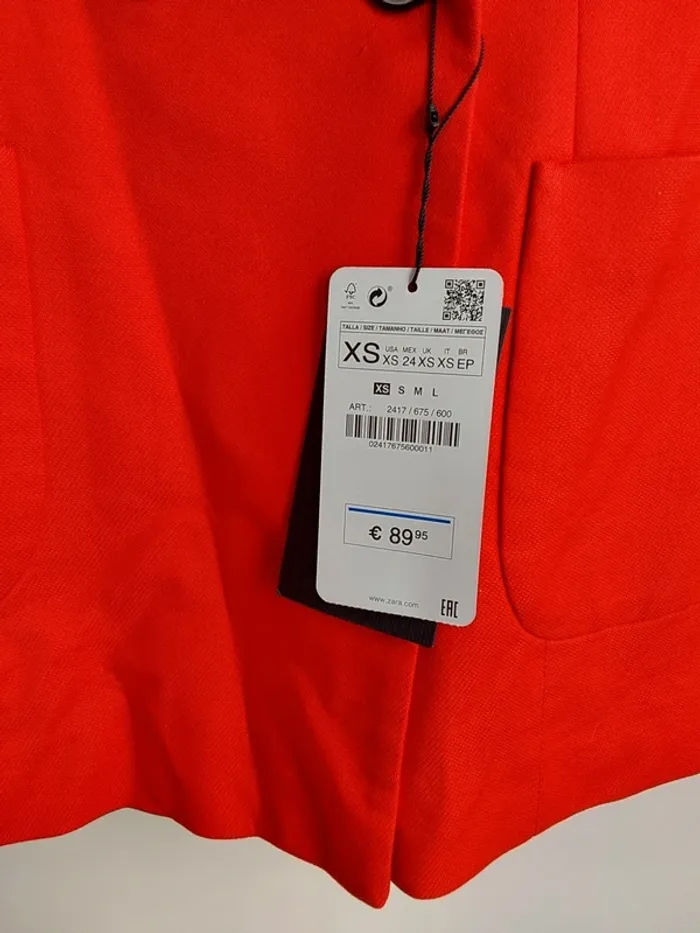 FSC
TALLA / SIZE / TAMANHO / TAILLE / MAAT / ΜΕΓΕΘΟΣ
XS USA XS MEX 24 UK XS IT XS BR EP
XS S M L
ART.: 2417 / 675 / 600
02417675600011
€ 89 95
www.zara.com
EAC